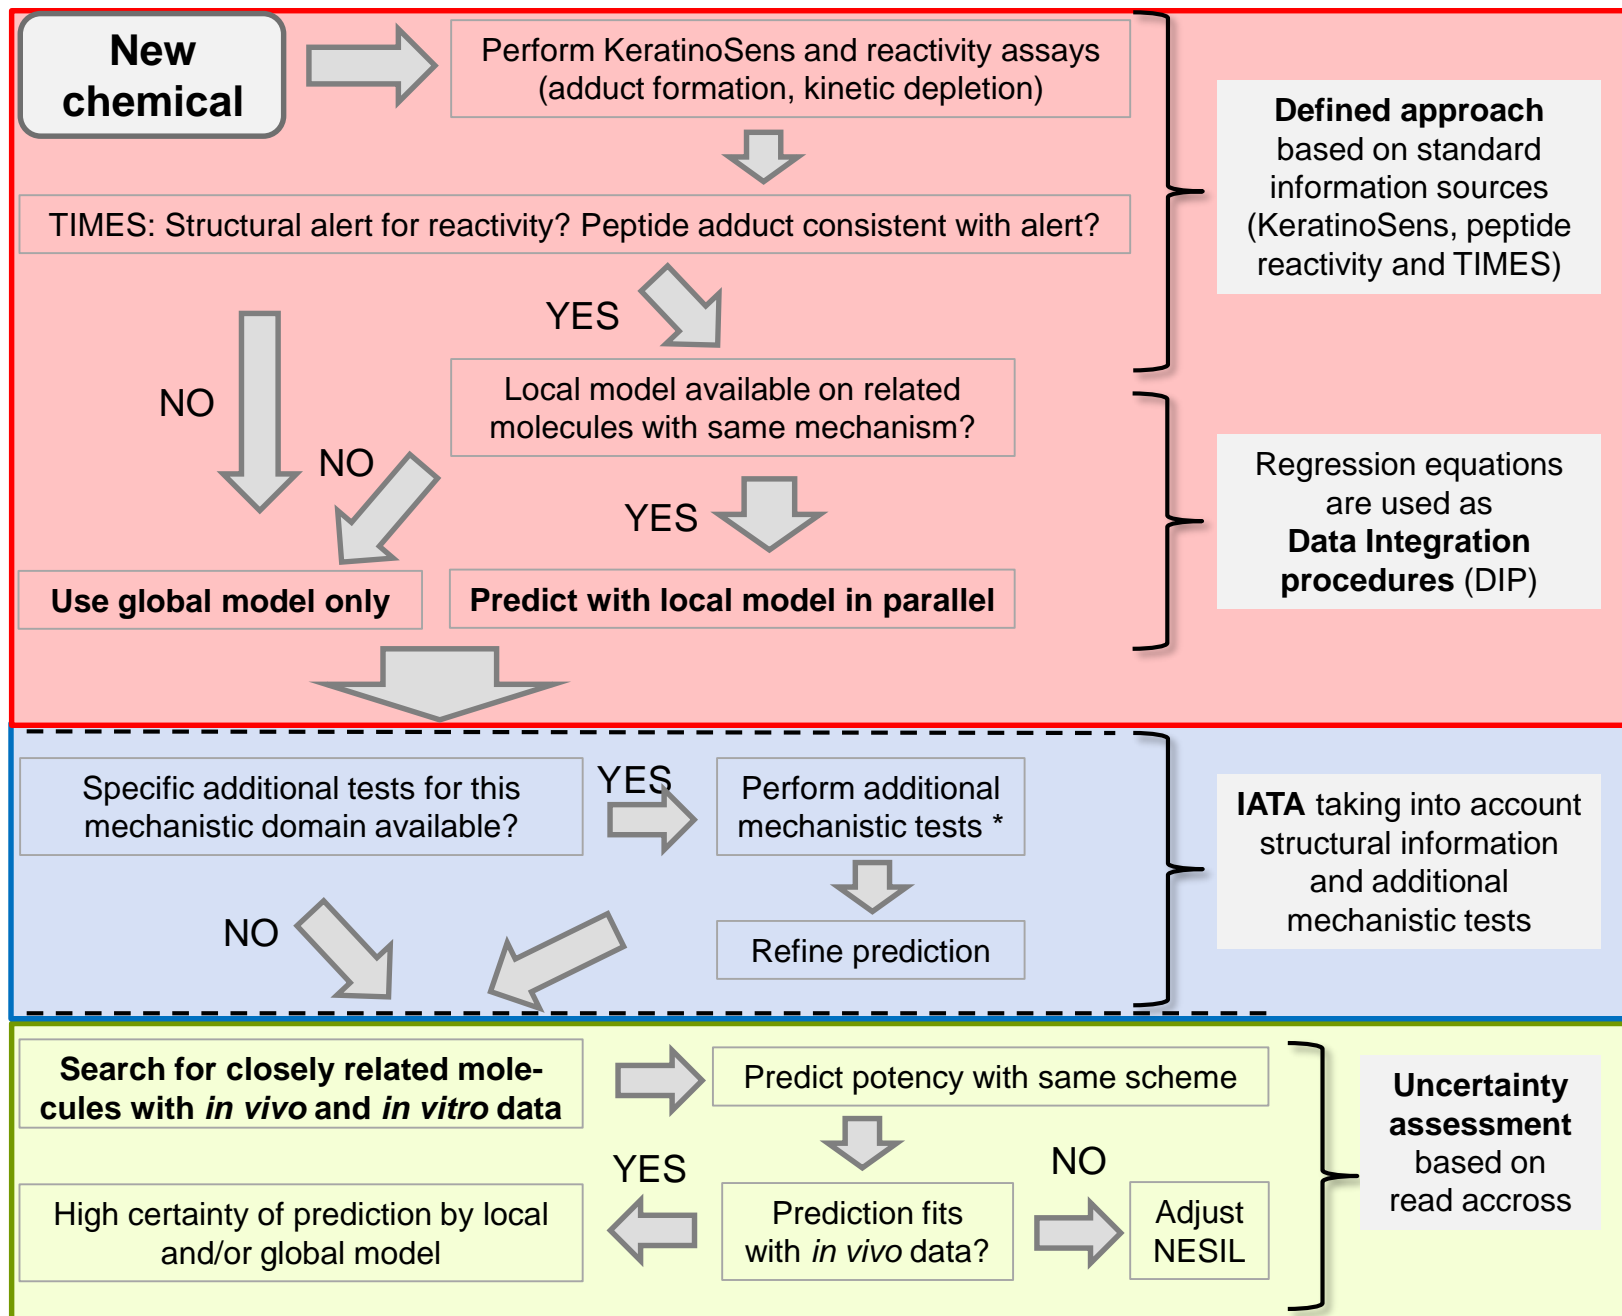 New
chemical
Perform KeratinoSens and reactivity assays
(adduct formation, kinetic depletion)
Defined approach
based on standard
information sources
(KeratinoSens, peptide
reactivity and TIMES)
TIMES: Structural alert for reactivity? Peptide adduct consistent with alert?
YES
NO
Local model available on related
molecules with same mechanism?
NO
YES
Regression equations
are used as
Data Integration
procedures (DIP)
Use global model only
Predict with local model in parallel
Specific additional tests for this
mechanistic domain available?
YES
Perform additional
mechanistic tests *
IATA taking into account
structural information
and additional
mechanistic tests
NO
Refine prediction
Search for closely related mole-
cules with in vivo and in vitro data
Predict potency with same scheme
Uncertainty
assessment
based on
read accross
YES
NO
High certainty of prediction by local
and/or global model
Prediction fits
with in vivo data?
Adjust
NESIL